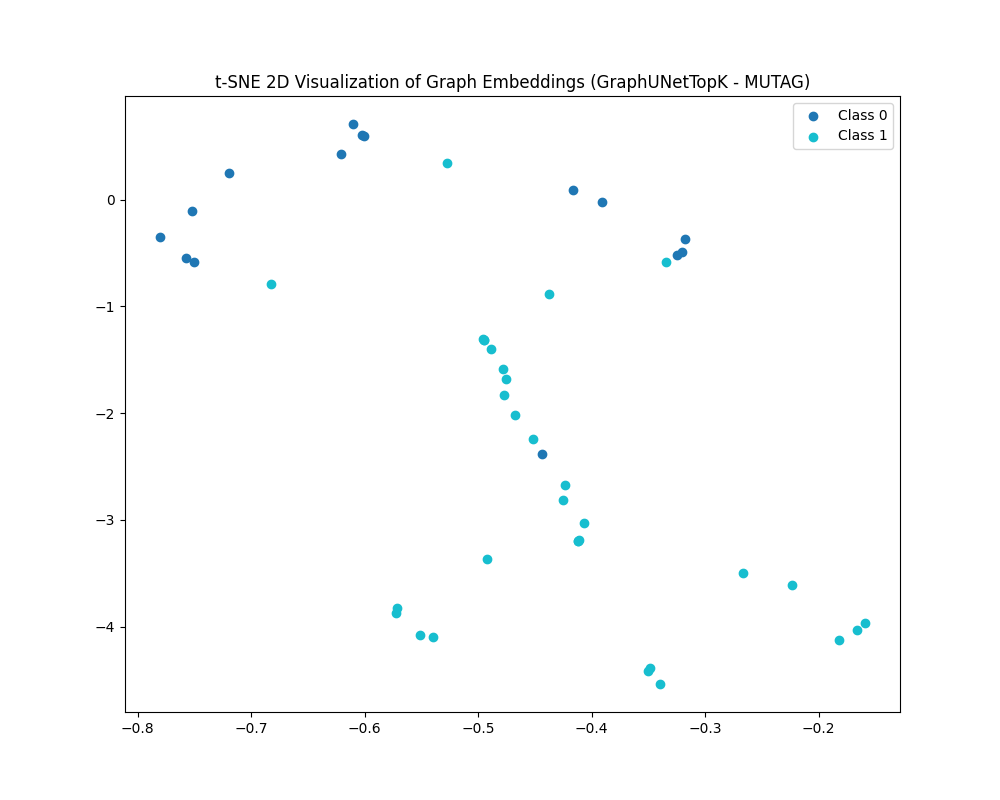 t-SNE 2D Visualization of Graph Embeddings (GraphUNetTopK - MUTAG)
Class 0
Class 1
0
−1
−2
−3
−4
−0.8 −0.7 −0.6 −0.5 −0.4 −0.3 −0.2